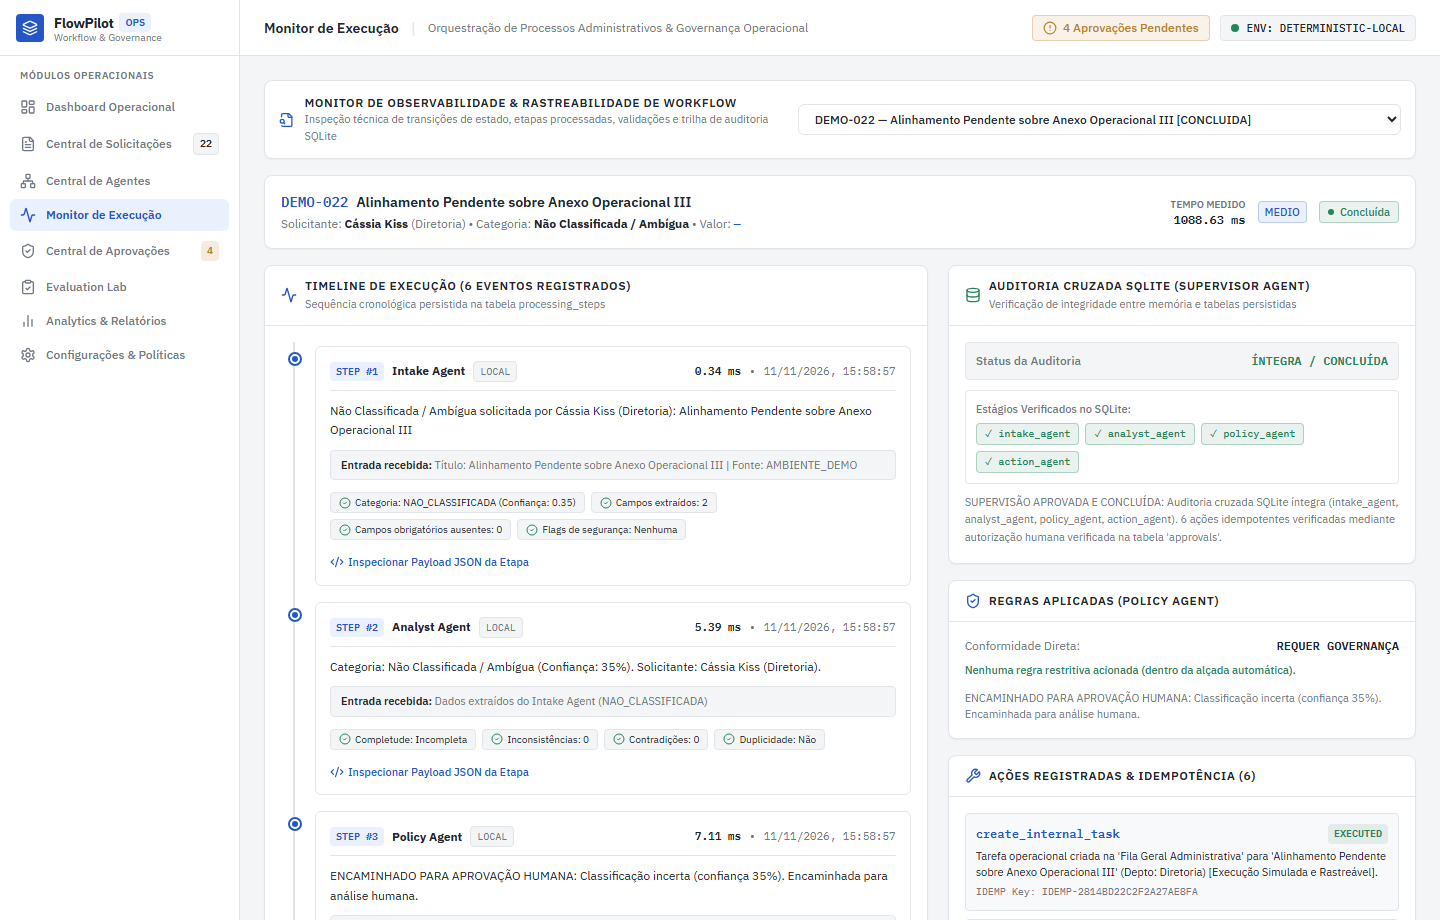 FlowPilot OPS
Workflow & Governance
MÓDULOS OPERACIONAIS
Dashboard Operacional
Central de Solicitações 22
Central de Agentes
Monitor de Execução
Central de Aprovações 4
Evaluation Lab
Analytics & Relatórios
Configurações & Políticas
Monitor de Execução
Orquestração de Processos Administrativos & Governança Operacional
4 Aprovações Pendentes
ENV: DETERMINISTIC-LOCAL
MONITOR DE OBSERVABILIDADE & RASTREABILIDADE DE WORKFLOW
Inspeção técnica de transições de estado, etapas processadas, validações e trilha de auditoria
SQLite
DEMO-022 — Alinhamento Pendente sobre Anexo Operacional III [CONCLUIDA]
DEMO-022 Alinhamento Pendente sobre Anexo Operacional III
Solicitante: Cássia Kiss (Diretoria) • Categoria: Não Classificada / Ambígua • Valor: —
TEMPO MEDIDO
1088.63 ms
MEDIO
Concluída
TIMELINE DE EXECUÇÃO (6 EVENTOS REGISTRADOS)
Sequência cronológica persistida na tabela processing_steps
STEP #1 Intake Agent LOCAL 0.34 ms • 11/11/2026, 15:58:57
Não Classificada / Ambígua solicitada por Cássia Kiss (Diretoria): Alinhamento Pendente sobre Anexo
Operacional III
Entrada recebida: Título: Alinhamento Pendente sobre Anexo Operacional III | Fonte: AMBIENTE_DEMO
Categoria: NAO_CLASSIFICADA (Confiança: 0.35) Campos extraídos: 2
Campos obrigatórios ausentes: 0 Flags de segurança: Nenhuma
Inspecionar Payload JSON da Etapa
STEP #2 Analyst Agent LOCAL 5.39 ms • 11/11/2026, 15:58:57
Categoria: Não Classificada / Ambígua (Confiança: 35%). Solicitante: Cássia Kiss (Diretoria).
Entrada recebida: Dados extraídos do Intake Agent (NAO_CLASSIFICADA)
Completude: Incompleta Inconsistências: 0 Contradições: 0 Duplicidade: Não
Inspecionar Payload JSON da Etapa
STEP #3 Policy Agent LOCAL 7.11 ms • 11/11/2026, 15:58:57
ENCAMINHADO PARA APROVAÇÃO HUMANA: Classificação incerta (confiança 35%). Encaminhada para
análise humana.
AUDITORIA CRUZADA SQLITE (SUPERVISOR AGENT)
Verificação de integridade entre memória e tabelas persistidas
Status da Auditoria ÍNTEGRA / CONCLUÍDA
Estágios Verificados no SQLite:
✓ intake_agent ✓ analyst_agent ✓ policy_agent
✓ action_agent
SUPERVISÃO APROVADA E CONCLUÍDA: Auditoria cruzada SQLite íntegra (intake_agent,
analyst_agent, policy_agent, action_agent). 6 ações idempotentes verificadas mediante
autorização humana verificada na tabela 'approvals'.
REGRAS APLICADAS (POLICY AGENT)
Conformidade Direta: REQUER GOVERNANÇA
Nenhuma regra restritiva acionada (dentro da alçada automática).
ENCAMINHADO PARA APROVAÇÃO HUMANA: Classificação incerta (confiança 35%).
Encaminhada para análise humana.
AÇÕES REGISTRADAS & IDEMPOTÊNCIA (6)
create_internal_task EXECUTED
Tarefa operacional criada na 'Fila Geral Administrativa' para 'Alinhamento Pendente
sobre Anexo Operacional III' (Depto: Diretoria) [Execução Simulada e Rastreável].
IDEMP Key: IDEMP-2814BD22C2F2A27AE8FA